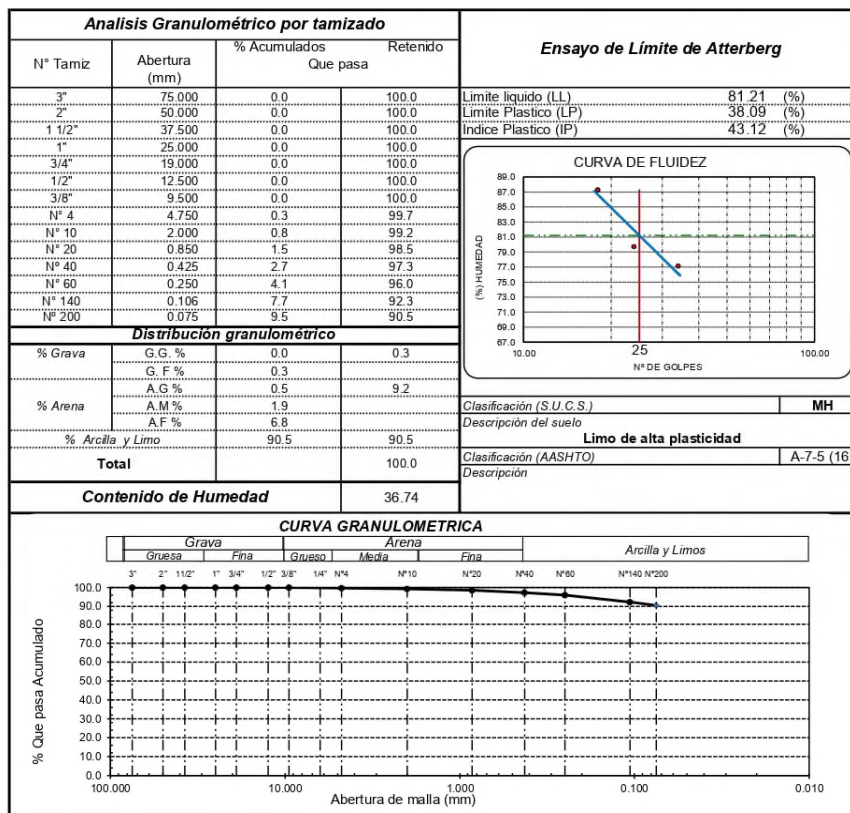 Analisis Granulométrico por tamizado
N° Tamiz Abertura (mm) % Acumulados Retenido
Que pasa
3" 75.000 0.0 100.0
2" 50.000 0.0 100.0
1 1/2" 37.500 0.0 100.0
1" 25.000 0.0 100.0
3/4" 19.000 0.0 100.0
1/2" 12.500 0.0 100.0
3/8" 9.500 0.0 100.0
N° 4 4.750 0.3 99.7
N° 10 2.000 0.8 99.2
N° 20 0.850 1.5 98.5
Nº 40 0.425 2.7 97.3
N° 60 0.250 4.1 96.0
N° 140 0.106 7.7 92.3
Nº 200 0.075 9.5 90.5
Distribución granulométrico
% Grava G.G. % 0.0 0.3
G. F % 0.3
% Arena A.G % 0.5 9.2
A.M % 1.9
A.F % 6.8
% Arcilla y Limo 90.5 90.5
Total 100.0
Contenido de Humedad 36.74
Ensayo de Límite de Atterberg
Limite liquido (LL) 81.21 (%)
Limite Plastico (LP) 38.09 (%)
Indice Plastico (IP) 43.12 (%)
CURVA DE FLUIDEZ
(%) HUMEDAD
89.0
87.0
85.0
83.0
81.0
79.0
77.0
75.0
73.0
71.0
69.0
67.0
10.00 25 100.00
Nº DE GOLPES
Clasificación (S.U.C.S.) MH
Descripción del suelo
Limo de alta plasticidad
Clasificación (AASHTO) A-7-5 (16
Descripción
CURVA GRANULOMETRICA
Grava Arena Arcilla y Limos
Gruesa Fina Grueso Media Fina
3" 2" 11/2" 1" 3/4" 1/2" 3/8" 1/4" N°4 N°10 N°20 N°40 N°60 N°140 N°200
% Que pasa Acumulado
100.0
90.0
80.0
70.0
60.0
50.0
40.0
30.0
20.0
10.0
0.0
100.000 10.000 1.000 0.100 0.010
Abertura de malla (mm)